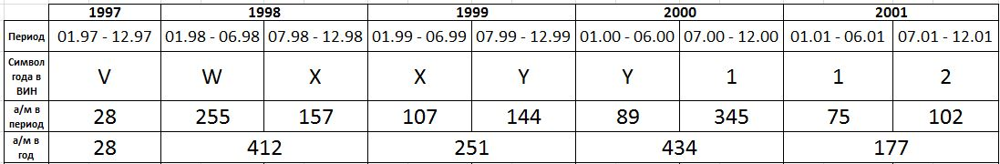 1997 1998 1999 2000 2001
Период 01.97 - 12.97 01.98 - 06.98 07.98 - 12.98 01.99 - 06.99 07.99 - 12.99 01.00 - 06.00 07.00 - 12.00 01.01 - 06.01 07.01 - 12.01
Символ
года в
ВИН V W X X Y Y 1 1 2
а/м в
период 28 255 157 107 144 89 345 75 102
а/м в
год 28 412 251 434 177